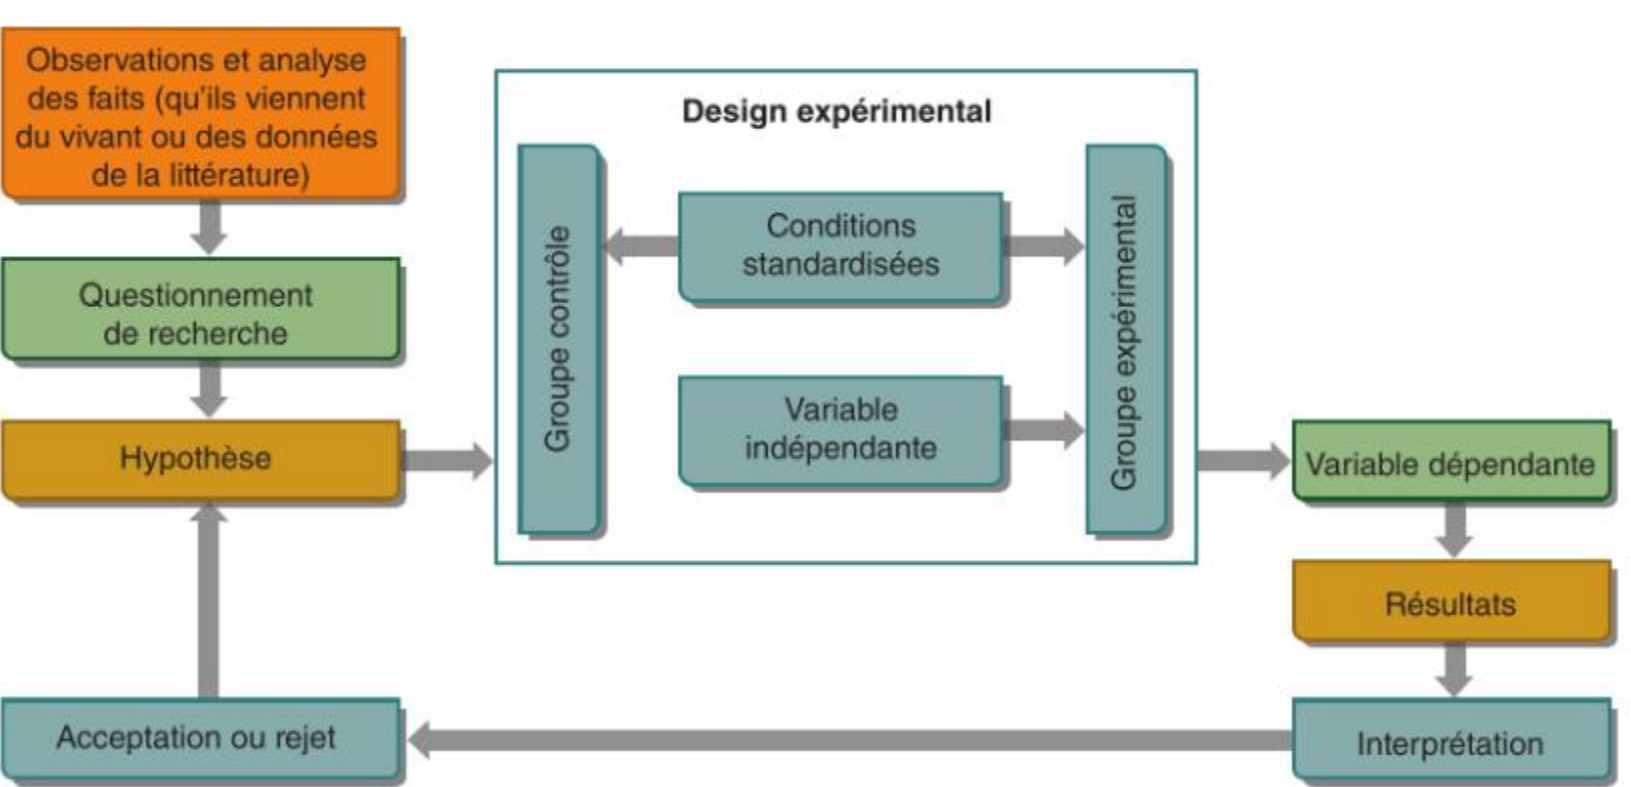 Observations et analyse
des faits (qu'ils viennent
du vivant ou des données
de la littérature)
Questionnement
de recherche
Hypothèse
Design expérimental
Groupe contrôle
Conditions
standardisées
Variable
indépendante
Groupe expérimental
Variable dépendante
Résultats
Interprétation
Acceptation ou rejet